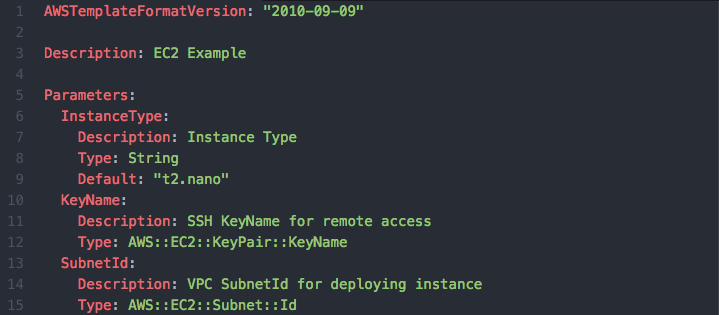 1 AWSTemplateFormatVersion: "2010-09-09"
2
3 Description: EC2 Example
4
5 Parameters:
6   InstanceType:
7     Description: Instance Type
8     Type: String
9     Default: "t2.nano"
10   KeyName:
11     Description: SSH KeyName for remote access
12     Type: AWS::EC2::KeyPair::KeyName
13   SubnetId:
14     Description: VPC SubnetId for deploying instance
15     Type: AWS::EC2::Subnet::Id